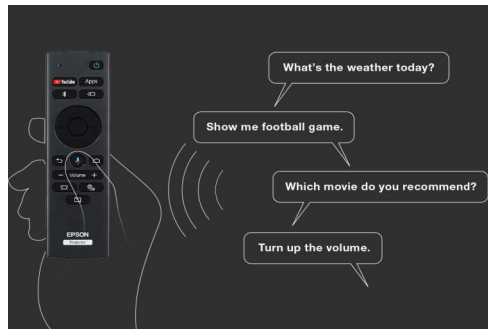 YouTube
Apps
What's the weather today?
Show me football game.
Which movie do you recommend?
Turn up the volume.
Volume
EPSON
Projector